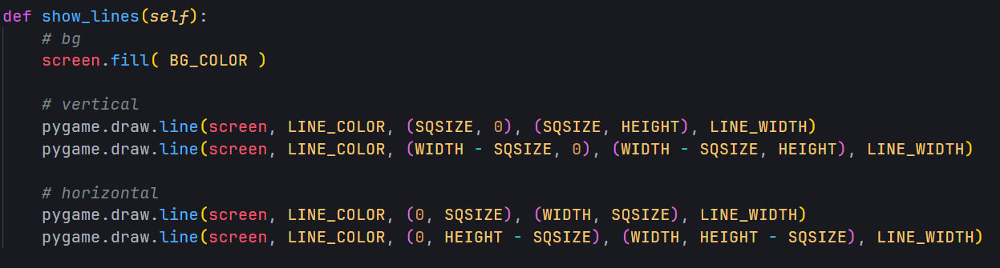 def show_lines(self):
    # bg
    screen.fill( BG_COLOR )

    # vertical
    pygame.draw.line(screen, LINE_COLOR, (SQSIZE, 0), (SQSIZE, HEIGHT), LINE_WIDTH)
    pygame.draw.line(screen, LINE_COLOR, (WIDTH - SQSIZE, 0), (WIDTH - SQSIZE, HEIGHT), LINE_WIDTH)

    # horizontal
    pygame.draw.line(screen, LINE_COLOR, (0, SQSIZE), (WIDTH, SQSIZE), LINE_WIDTH)
    pygame.draw.line(screen, LINE_COLOR, (0, HEIGHT - SQSIZE), (WIDTH, HEIGHT - SQSIZE), LINE_WIDTH)